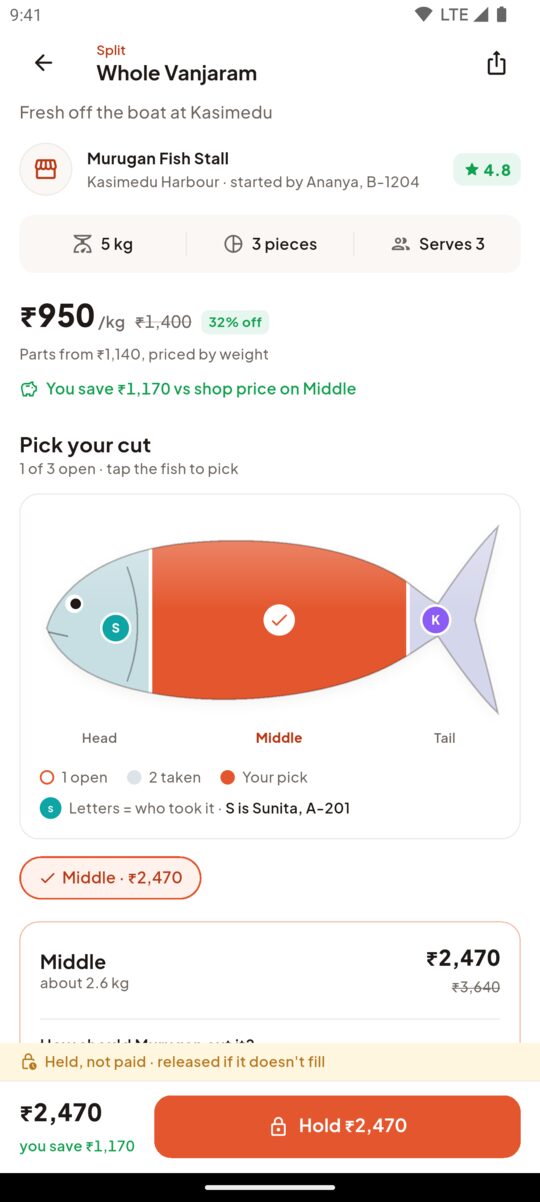 9:41
LTE
Split
Whole Vanjaram
Fresh off the boat at Kasimedu
Murugan Fish Stall
Kasimedu Harbour · started by Ananya, B-1204
4.8
5 kg
3 pieces
Serves 3
₹950 /kg ₹1,400 32% off
Parts from ₹1,140, priced by weight
You save ₹1,170 vs shop price on Middle
Pick your cut
1 of 3 open · tap the fish to pick
S
K
Head
Middle
Tail
1 open
2 taken
Your pick
s Letters = who took it · S is Sunita, A-201
Middle · ₹2,470
Middle
₹2,470
about 2.6 kg
₹3,640
Held, not paid · released if it doesn't fill
₹2,470
you save ₹1,170
Hold ₹2,470